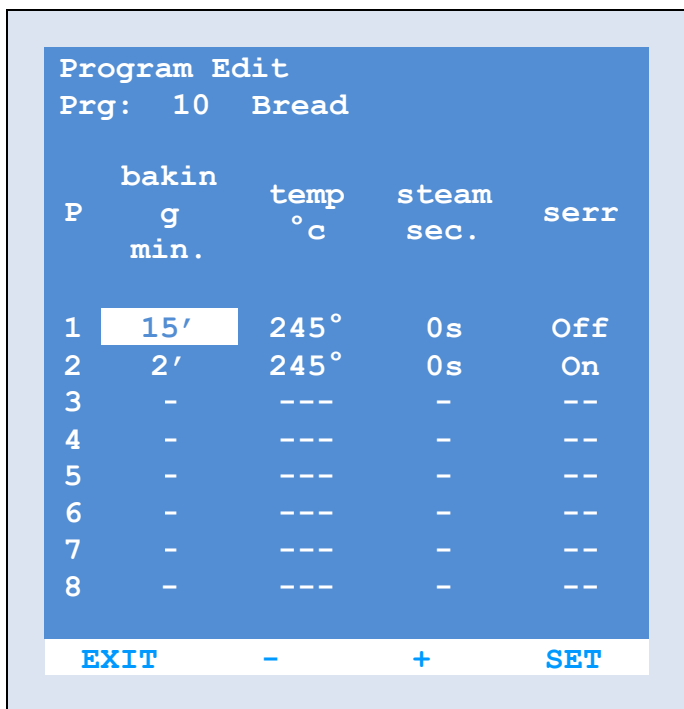 Program Edit
Prg: 10 Bread
P bakin g min. temp °c steam sec. serr
1 15′ 245° 0s Off
2 2′ 245° 0s On
3 - --- - --
4 - --- - --
5 - --- - --
6 - --- - --
7 - --- - --
8 - --- - --
EXIT - + SET